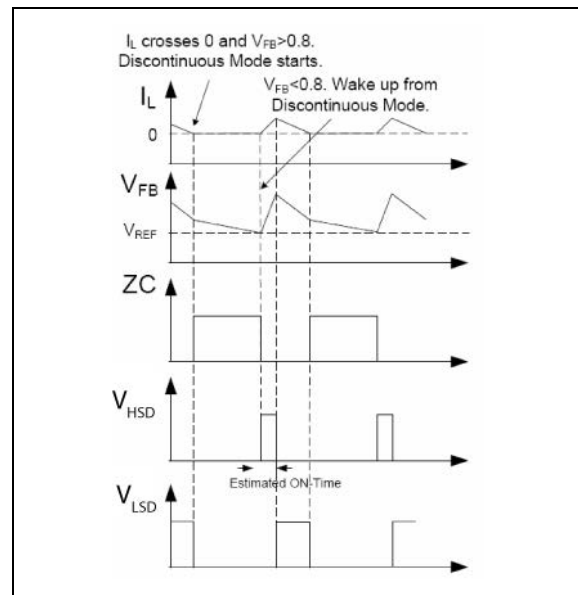 I_L crosses 0 and V_FB>0.8.
Discontinuous Mode starts.
V_FB<0.8. Wake up from
Discontinuous Mode.
I_L
0
V_FB
V_REF
ZC
V_HSD
Estimated ON-Time
V_LSD